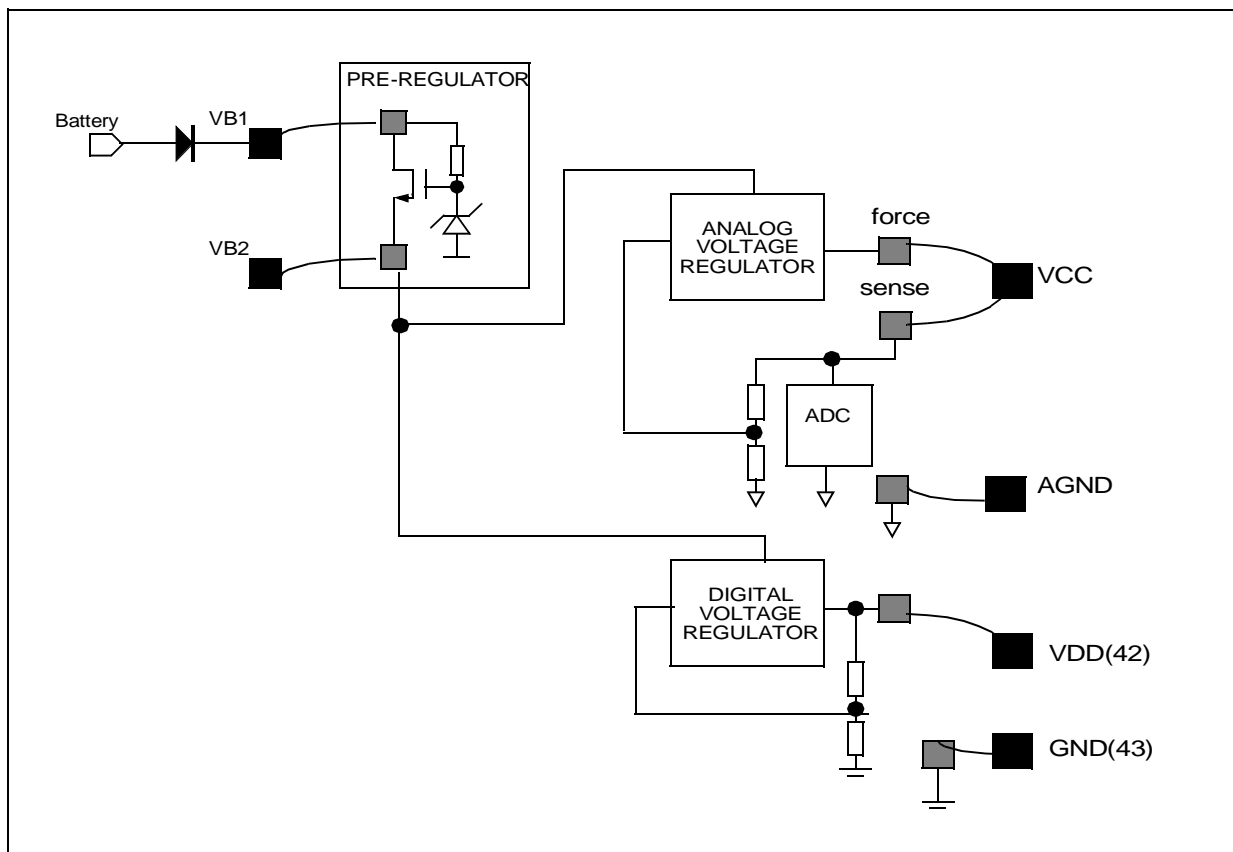 PRE-REGULATOR
Battery
VB1
VB2
ANALOG
VOLTAGE
REGULATOR
force
sense
VCC
ADC
AGND
DIGITAL
VOLTAGE
REGULATOR
VDD(42)
GND(43)